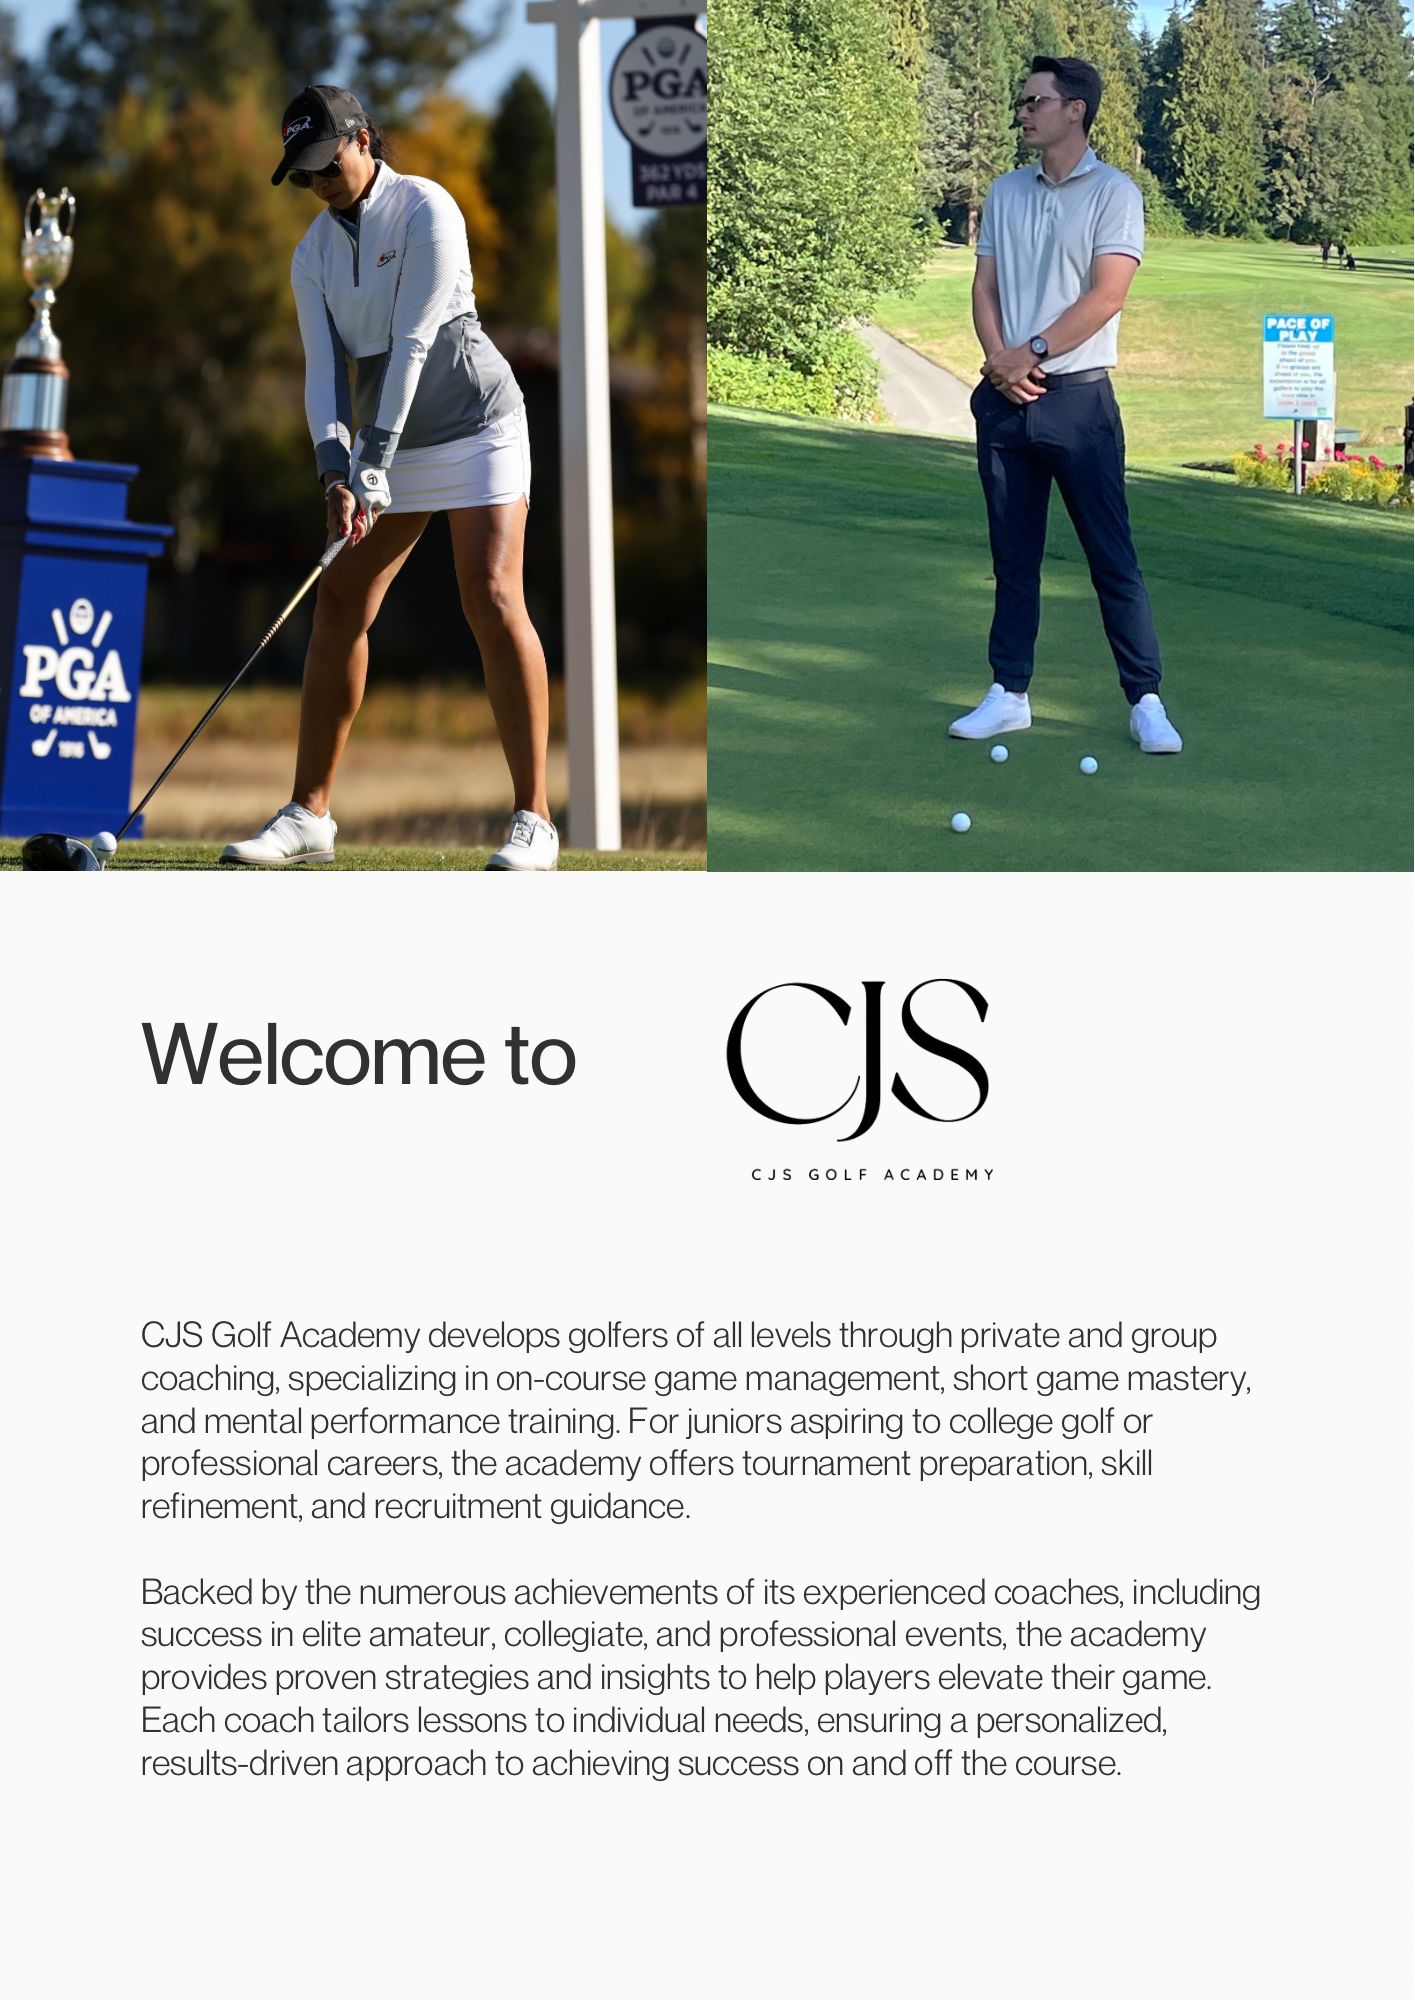 PGA
PGA
OF AMERICA
1916
362 YDS
PAR 4
PGA
PGA
OF AMERICA
1916
PACE OF
PLAY
Welcome to
CJS
CJS GOLF ACADEMY
CJS Golf Academy develops golfers of all levels through private and group
coaching, specializing in on-course game management, short game mastery,
and mental performance training. For juniors aspiring to college golf or
professional careers, the academy offers tournament preparation, skill
refinement, and recruitment guidance.
Backed by the numerous achievements of its experienced coaches, including
success in elite amateur, collegiate, and professional events, the academy
provides proven strategies and insights to help players elevate their game.
Each coach tailors lessons to individual needs, ensuring a personalized,
results-driven approach to achieving success on and off the course.